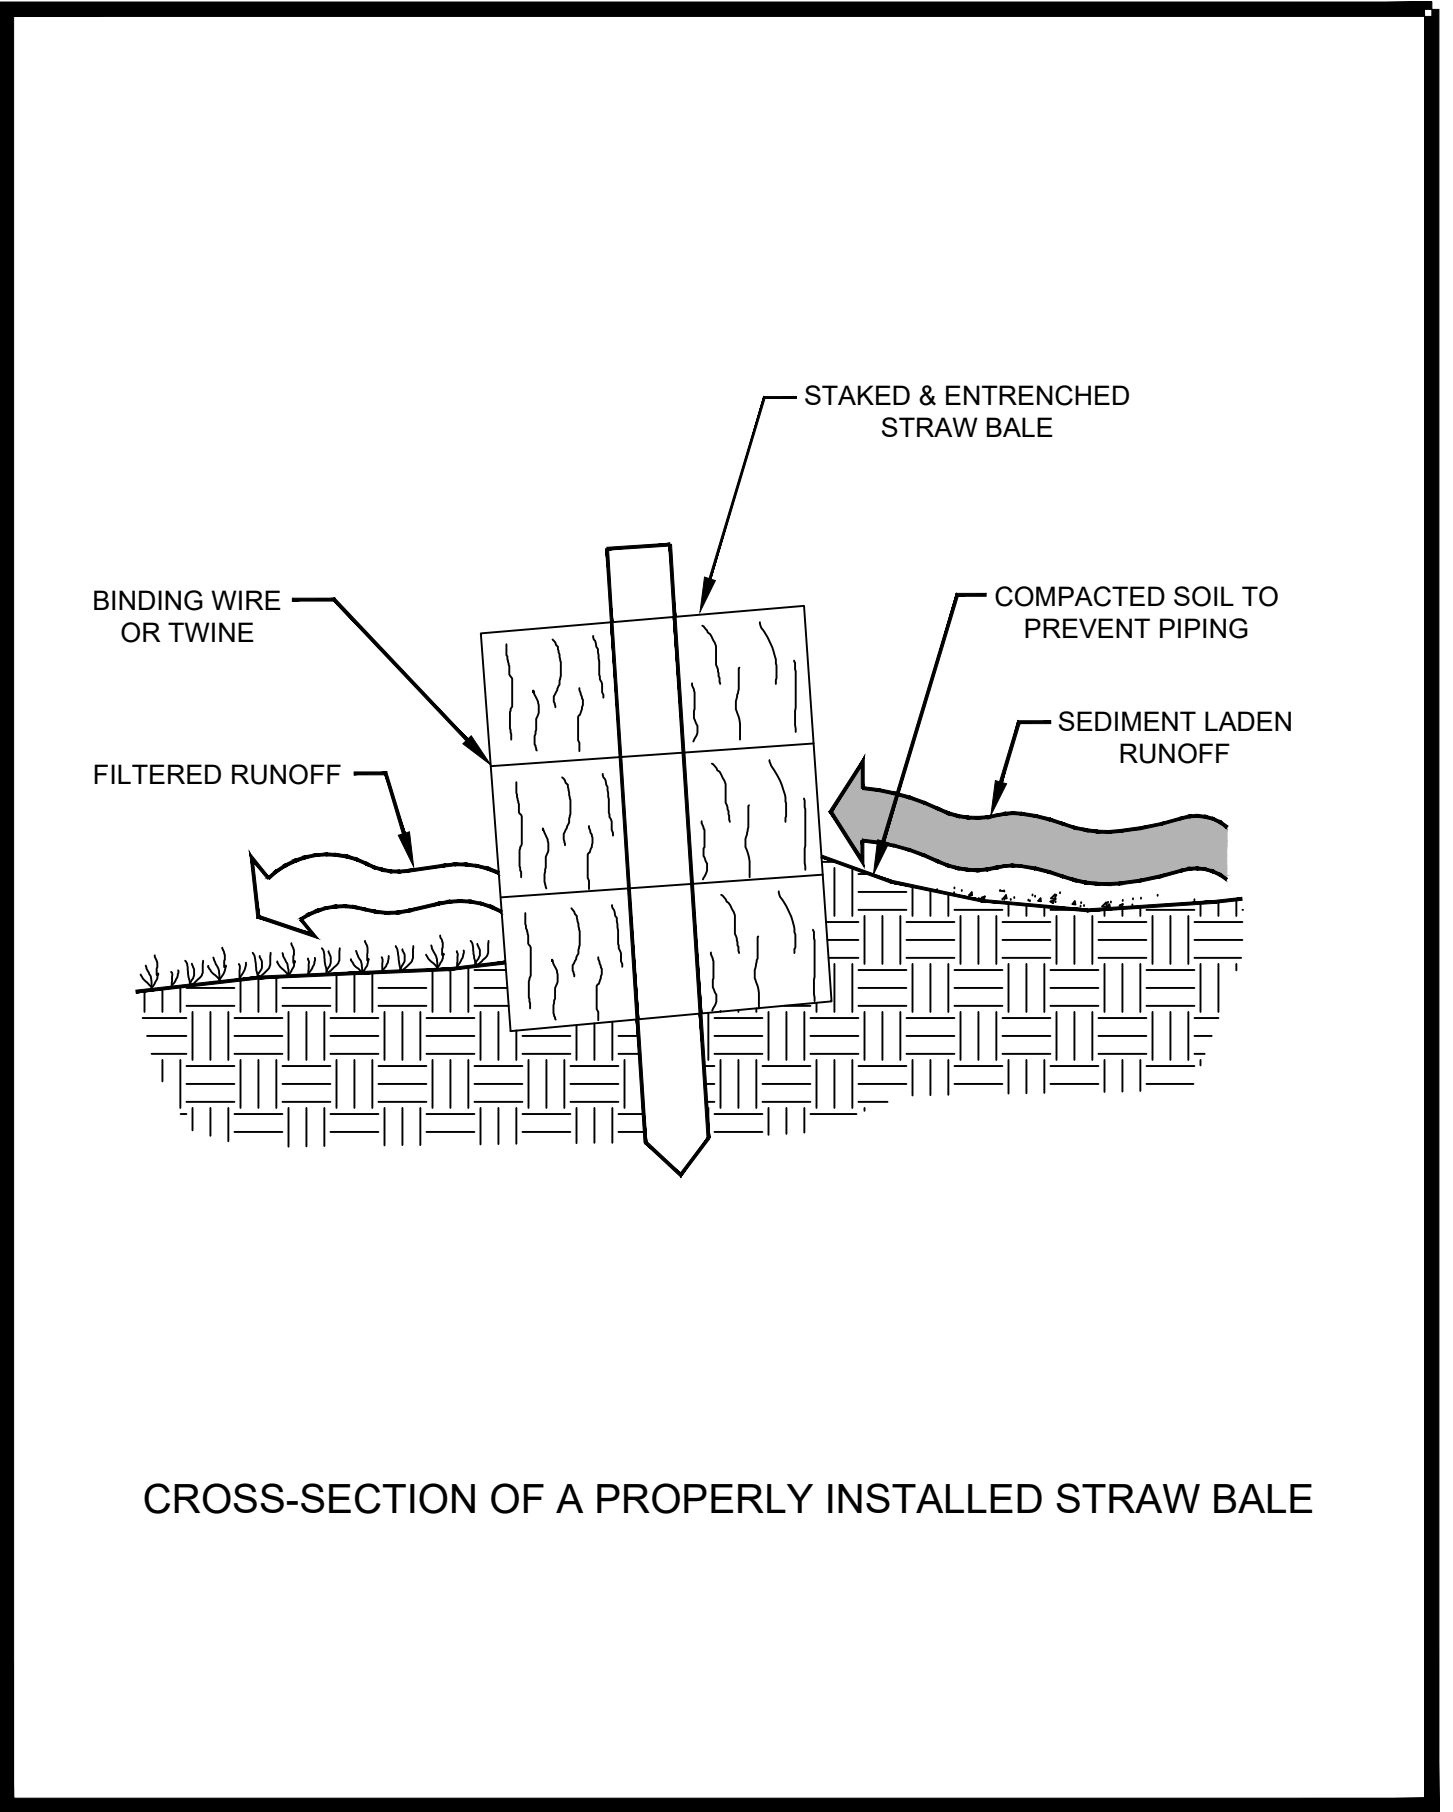 STAKED & ENTRENCHED
STRAW BALE
BINDING WIRE
OR TWINE
COMPACTED SOIL TO
PREVENT PIPING
SEDIMENT LADEN
RUNOFF
FILTERED RUNOFF
CROSS-SECTION OF A PROPERLY INSTALLED STRAW BALE